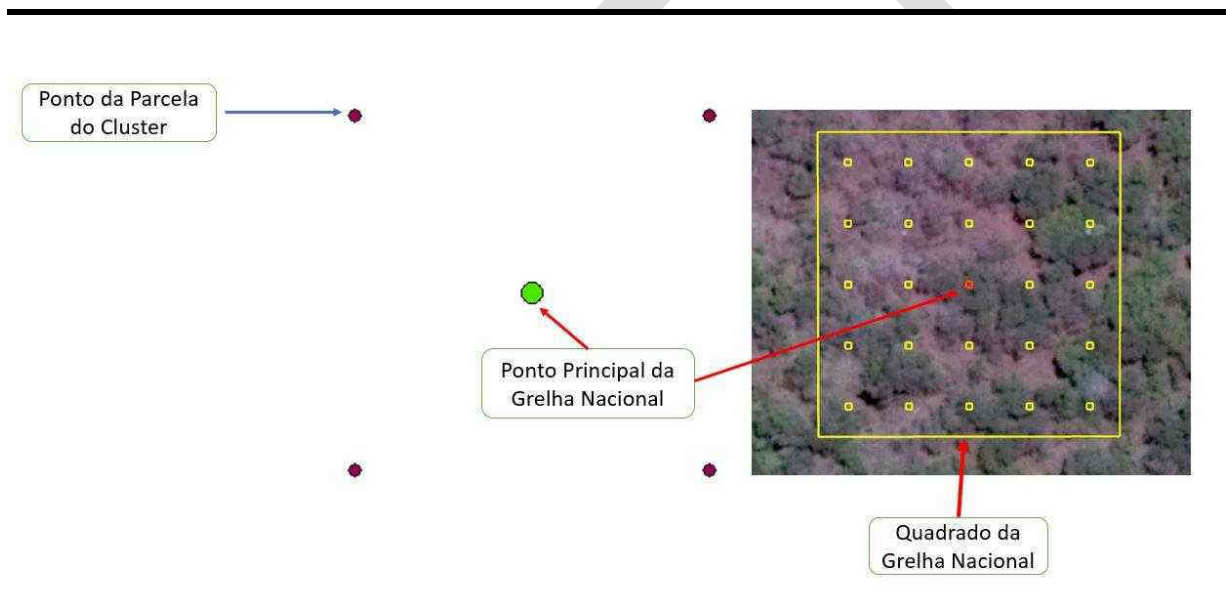 Ponto da Parcela
do Cluster
Ponto Principal da
Grelha Nacional
Quadrado da
Grelha Nacional